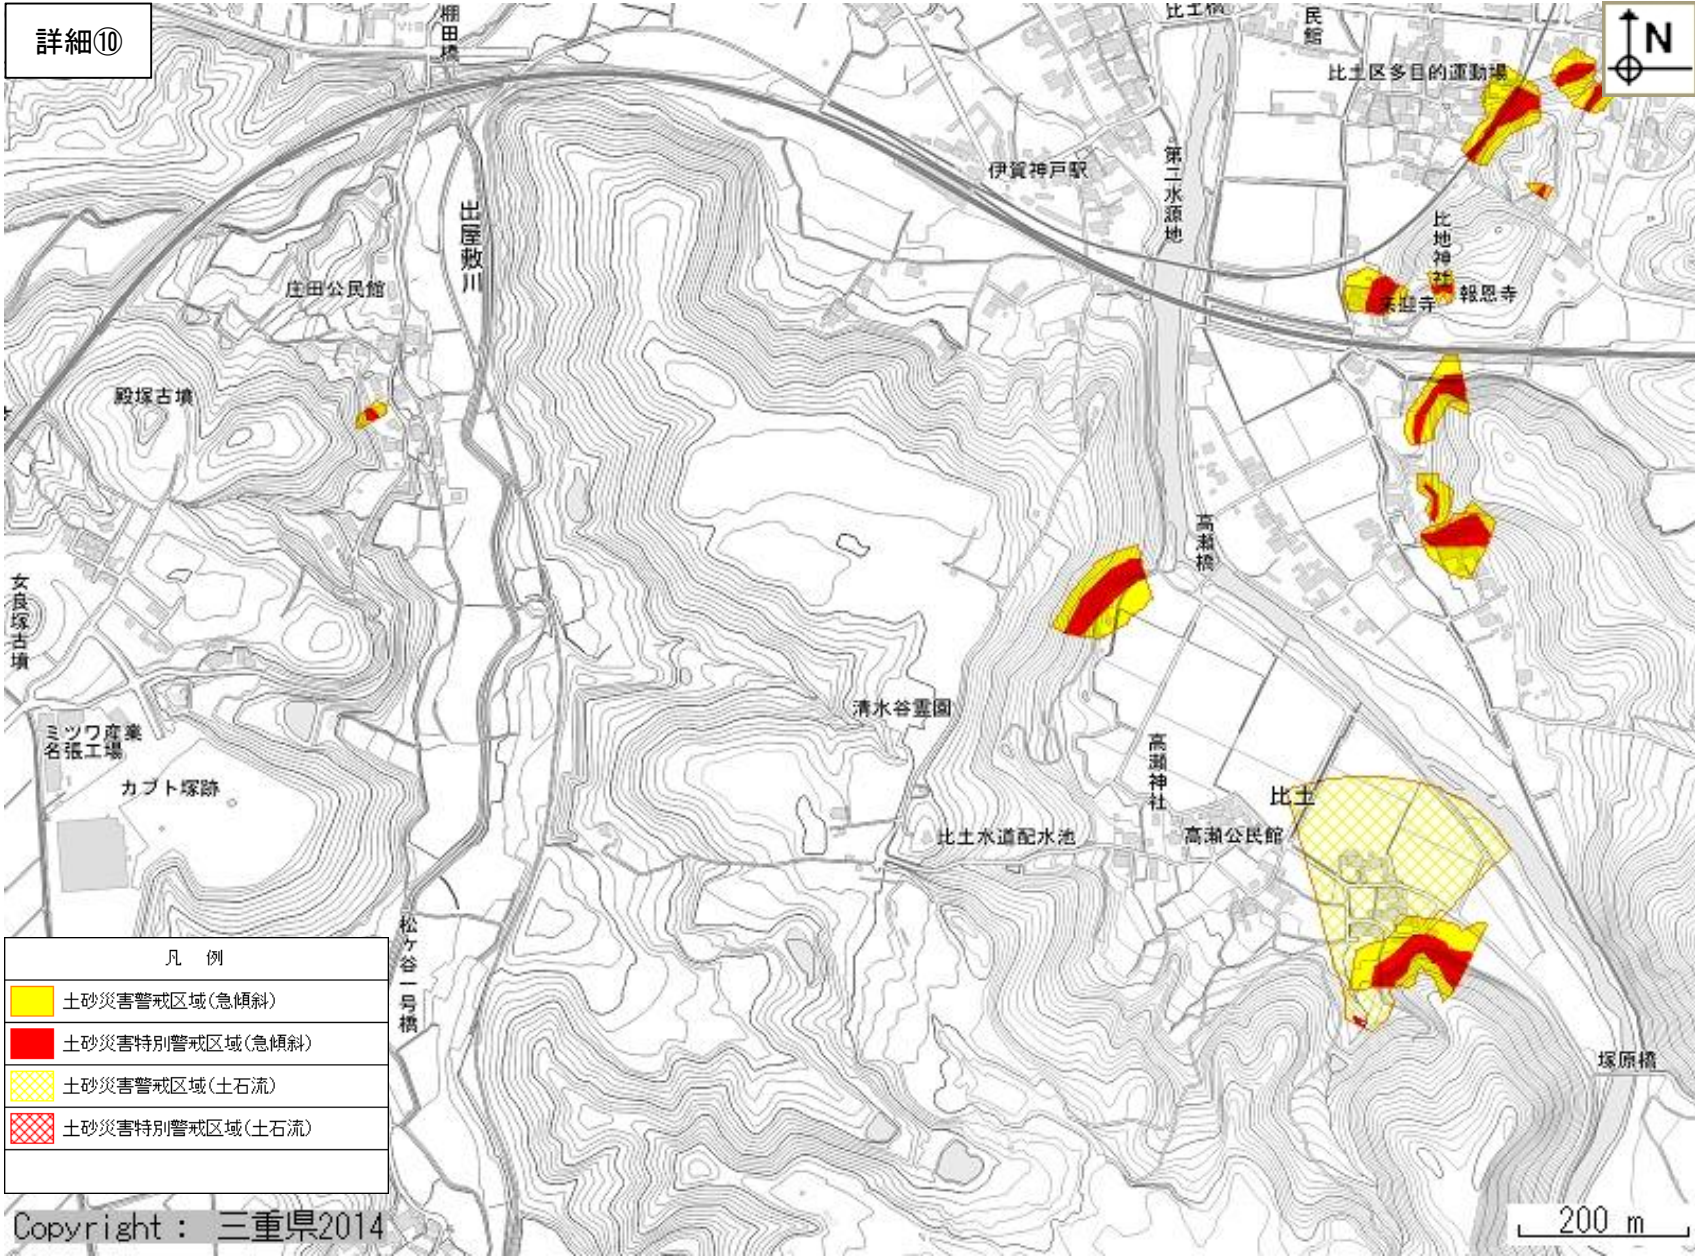 詳細⑩
棚田橋
比土橋
民館
N
比土区多目的運動場
伊賀神戸駅
第二水源地
出屋敷川
比地神社
庄田公民館
来迎寺
報恩寺
殿塚古墳
高瀬橋
女良塚古墳
清水谷霊園
ミツワ産業
名張工場
高瀬神社
カブト塚跡
比土
比土水道配水池
高瀬公民館
松ヶ谷一号橋
塚原橋
凡 例
土砂災害警戒区域(急傾斜)
土砂災害特別警戒区域(急傾斜)
土砂災害警戒区域(土石流)
土砂災害特別警戒区域(土石流)
Copyright : 三重県2014
200 m